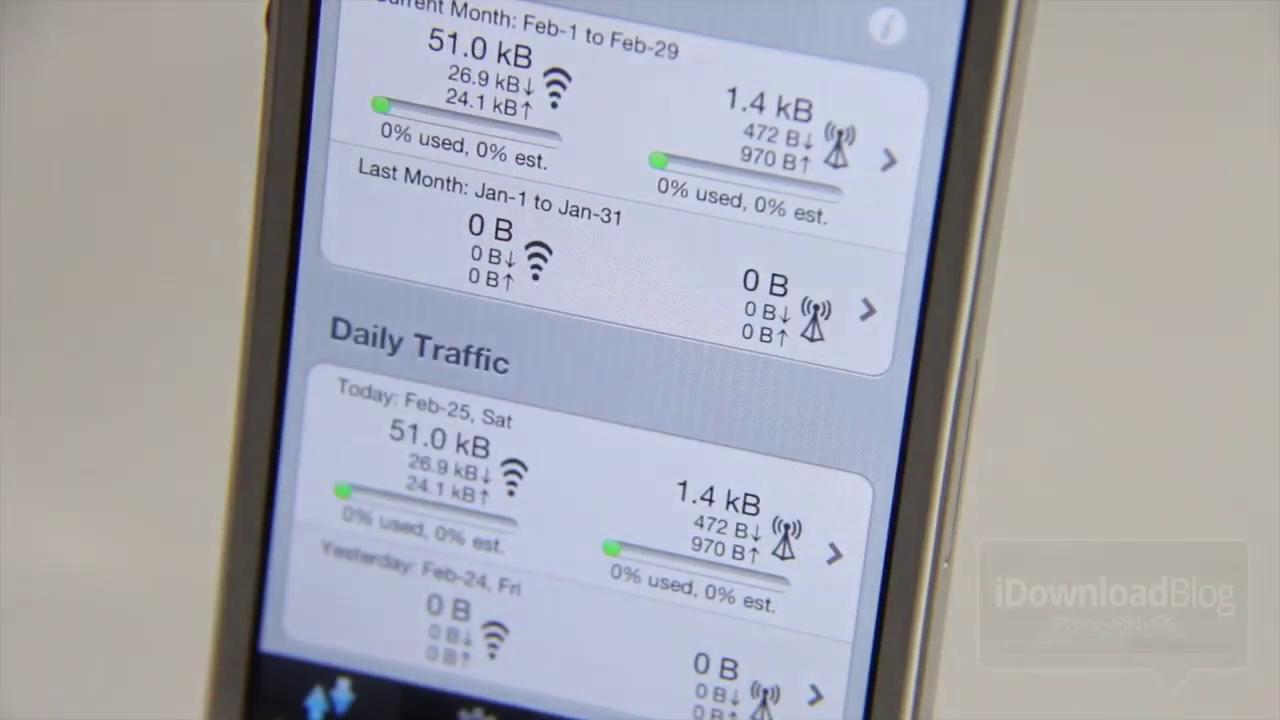 Current Month: Feb-1 to Feb-29
51.0 kB
26.9 kB↓
24.1 kB↑
0% used, 0% est.
1.4 kB
472 B↓
970 B↑
0% used, 0% est.
Last Month: Jan-1 to Jan-31
0 B
0 B↓
0 B↑
0 B
0 B↓
0 B↑
Daily Traffic
Today: Feb-25, Sat
51.0 kB
26.9 kB↓
24.1 kB↑
0% used, 0% est.
1.4 kB
472 B↓
970 B↑
0% used, 0% est.
Yesterday: Feb-24, Fri
0 B
0 B↓
0 B↑
0 B
0 B↓
0 B↑
iDownloadBlog
iPhone•iPad•iOS